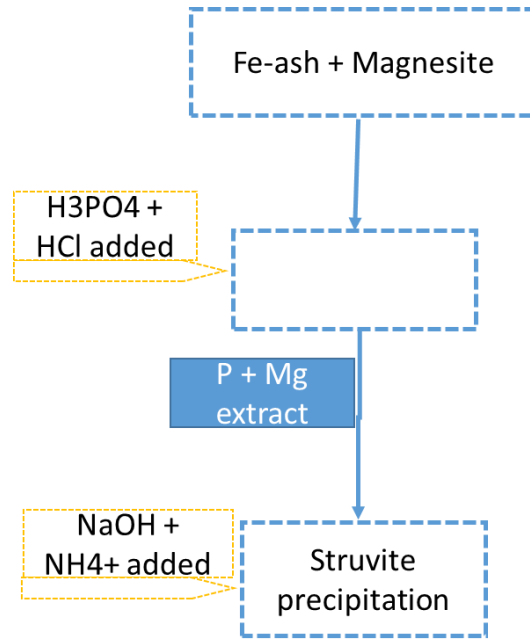 Fe-ash + Magnesite
H3PO4 +
HCl added
P + Mg
extract
NaOH +
NH4+ added
Struvite
precipitation